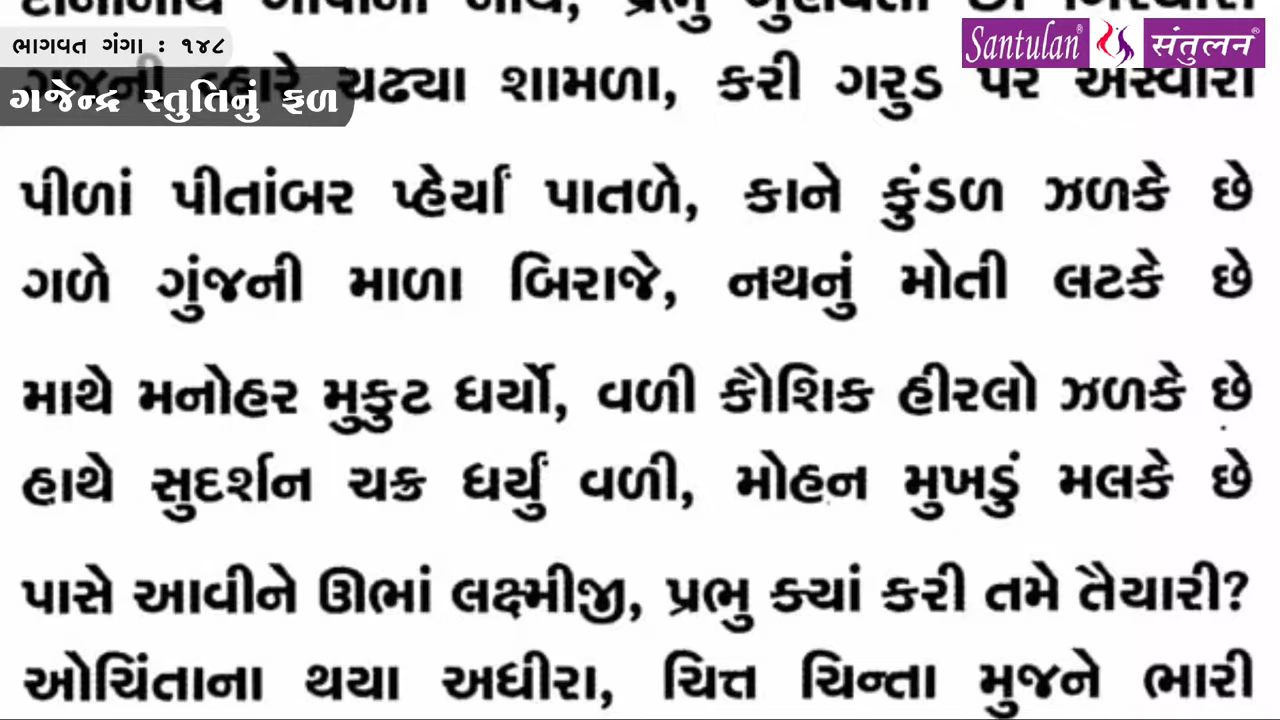 ભાગવત ગંગા : ૧૪૮
ગજેન્દ્ર સ્તુતિનું ફળ
Santulan® સંતુલન®
ચઢ્યા શામળા, કરી ગરુડ પર અસ્વારી
પીળાં પીતાંબર પ્હેર્યાં પાતળે, કાને કુંડળ ઝળકે છે
ગળે ગુંજની માળા બિરાજે, નથનું મોતી લટકે છે
માથે મનોહર મુકુટ ધર્યો, વળી કૌશિક હીરલો ઝળકે છે
હાથે સુદર્શન ચક્ર ધર્યું વળી, મોહન મુખડું મલકે છે
પાસે આવીને ઊભાં લક્ષ્મીજી, પ્રભુ ક્યાં કરી તમે તૈયારી?
ઓચિંતાના થયા અધીરા, ચિત્ત ચિન્તા મુજને ભારી